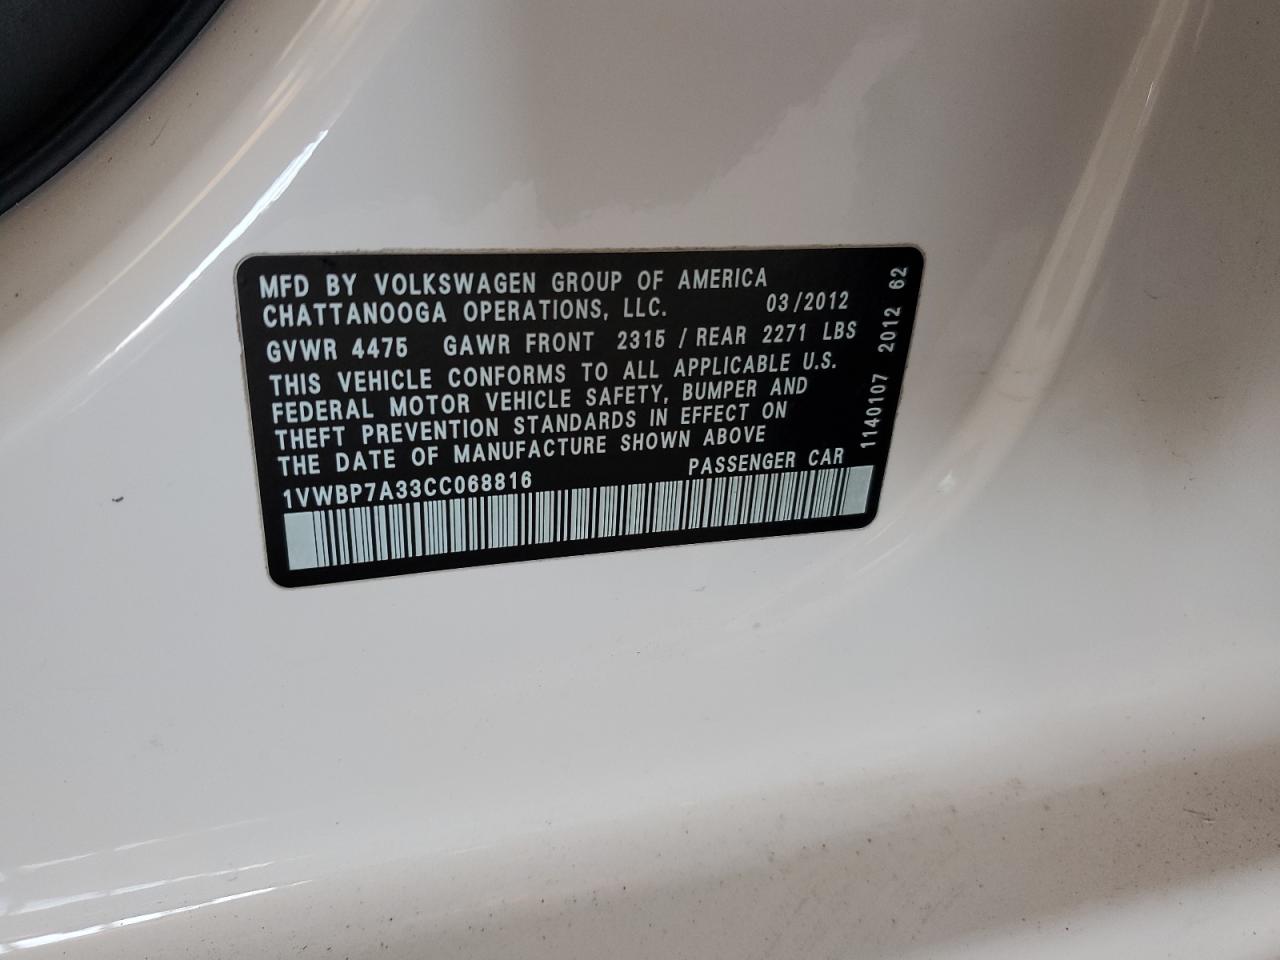 MFD BY VOLKSWAGEN GROUP OF AMERICA
CHATTANOOGA OPERATIONS, LLC. 03/2012
GVWR 4475 GAWR FRONT 2315 / REAR 2271 LBS
THIS VEHICLE CONFORMS TO ALL APPLICABLE U.S.
FEDERAL MOTOR VEHICLE SAFETY, BUMPER AND
THEFT PREVENTION STANDARDS IN EFFECT ON
THE DATE OF MANUFACTURE SHOWN ABOVE
1VWBP7A33CC068816 PASSENGER CAR
1140107 2012 62